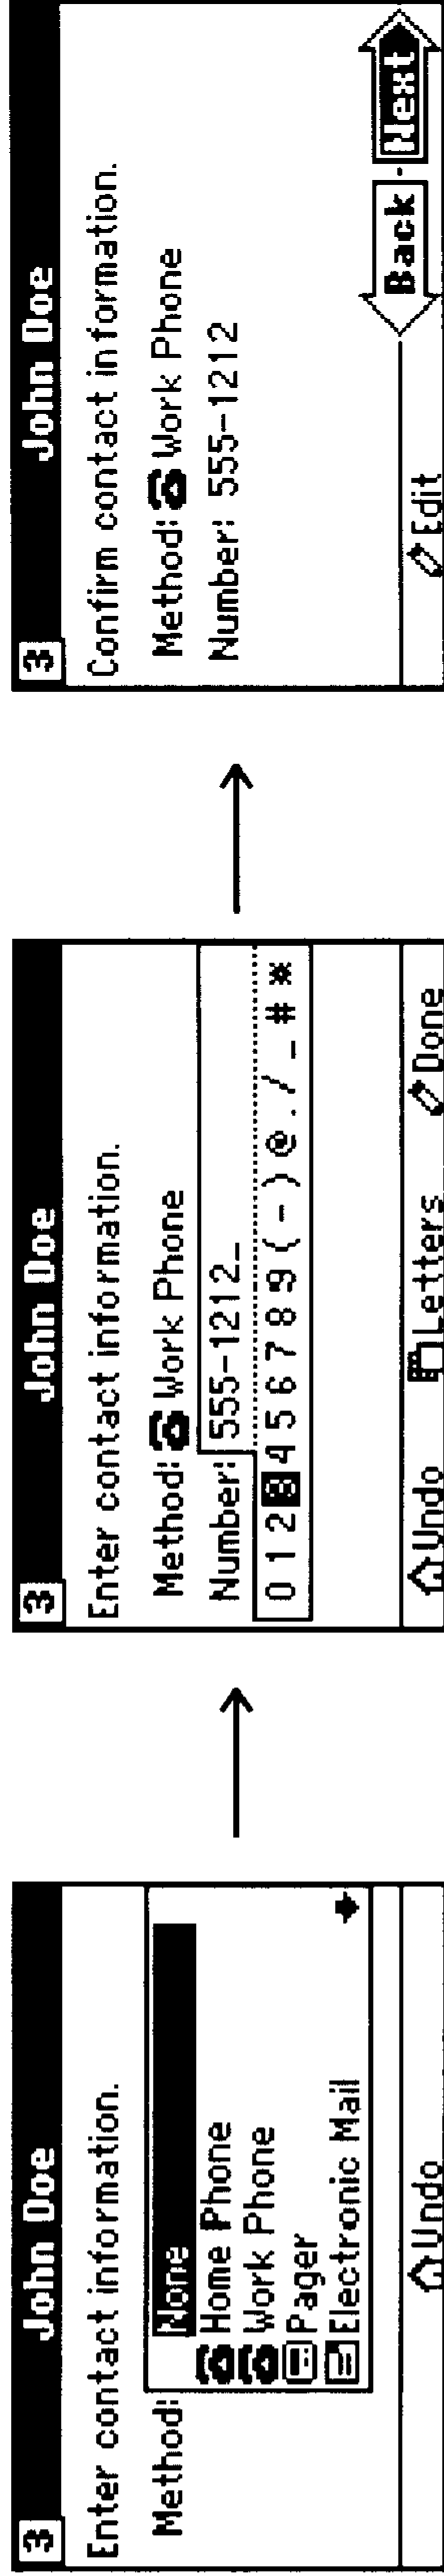 3 John Doe
Enter contact information.
Method: None
Home Phone
Work Phone
Pager
Electronic Mail
Undo
3 John Doe
Enter contact information.
Method: Work Phone
Number: 555-1212_
0 1 2 3 4 5 6 7 8 9 ( - ) @ . / _ # *
Undo Letters Done
3 John Doe
Confirm contact information.
Method: Work Phone
Number: 555-1212
Edit Back Next